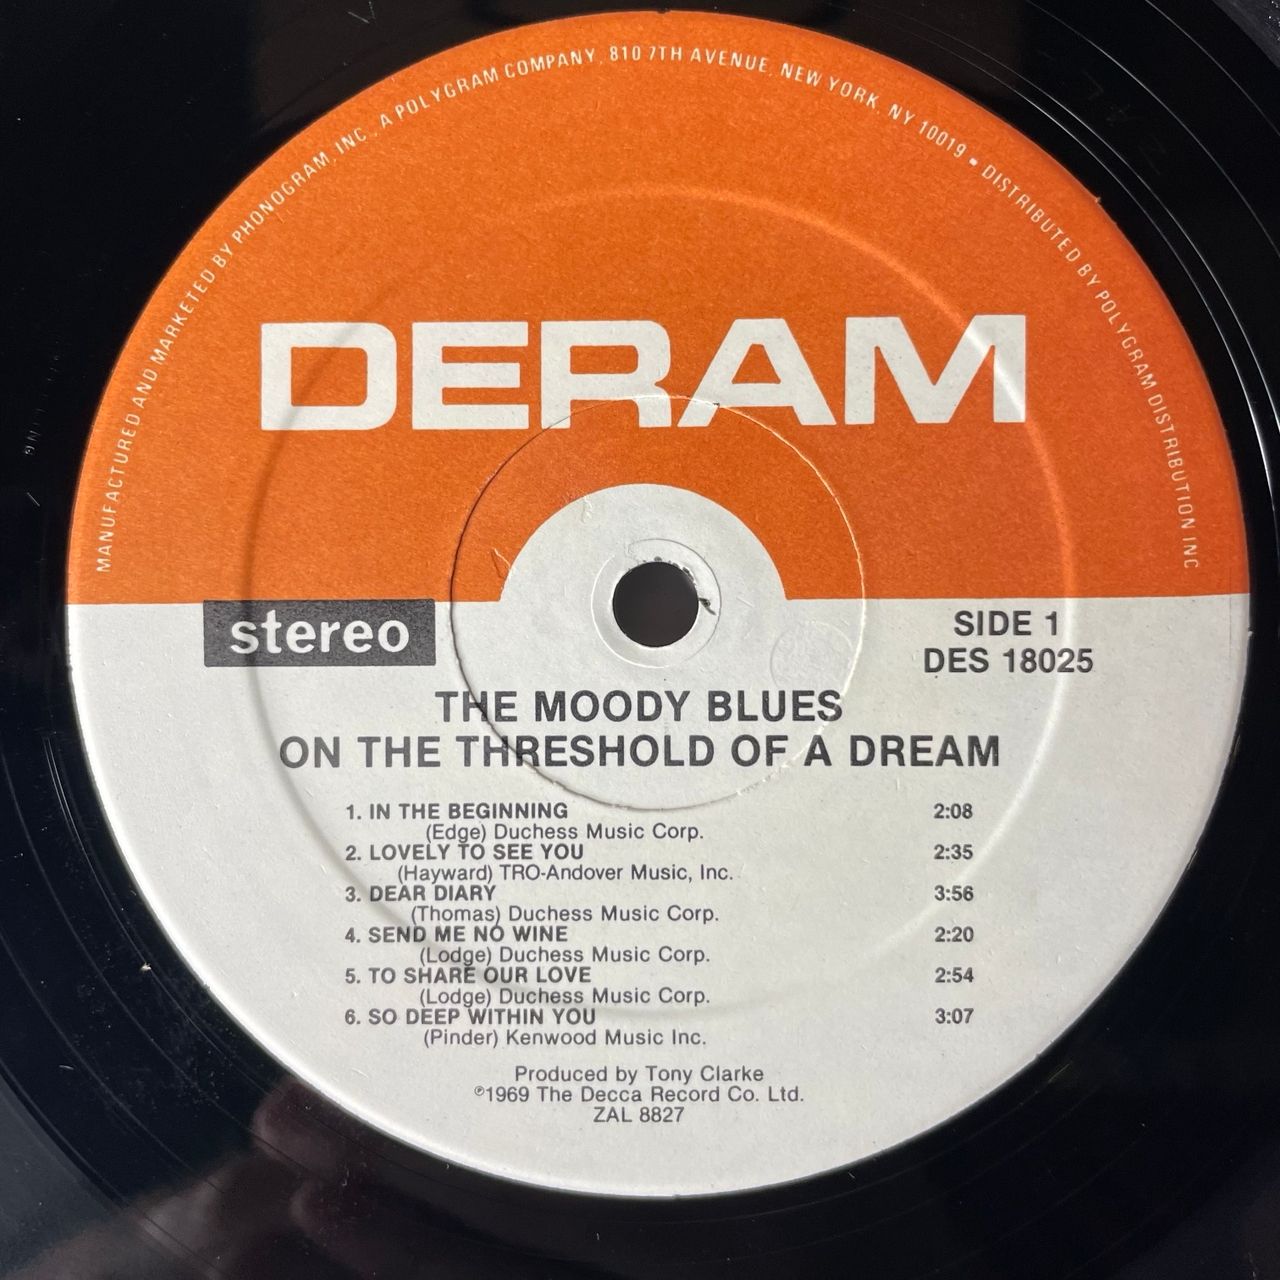 MANUFACTURED AND MARKETED BY PHONOGRAM, INC., A POLYGRAM COMPANY, 810 7TH AVENUE, NEW YORK, NY 10019 • DISTRIBUTED BY POLYGRAM DISTRIBUTION INC
DERAM
stereo
SIDE 1
DES 18025
THE MOODY BLUES
ON THE THRESHOLD OF A DREAM
1. IN THE BEGINNING 2:08
(Edge) Duchess Music Corp.
2. LOVELY TO SEE YOU 2:35
(Hayward) TRO-Andover Music, Inc.
3. DEAR DIARY 3:56
(Thomas) Duchess Music Corp.
4. SEND ME NO WINE 2:20
(Lodge) Duchess Music Corp.
5. TO SHARE OUR LOVE 2:54
(Lodge) Duchess Music Corp.
6. SO DEEP WITHIN YOU 3:07
(Pinder) Kenwood Music Inc.
Produced by Tony Clarke
℗1969 The Decca Record Co. Ltd.
ZAL 8827